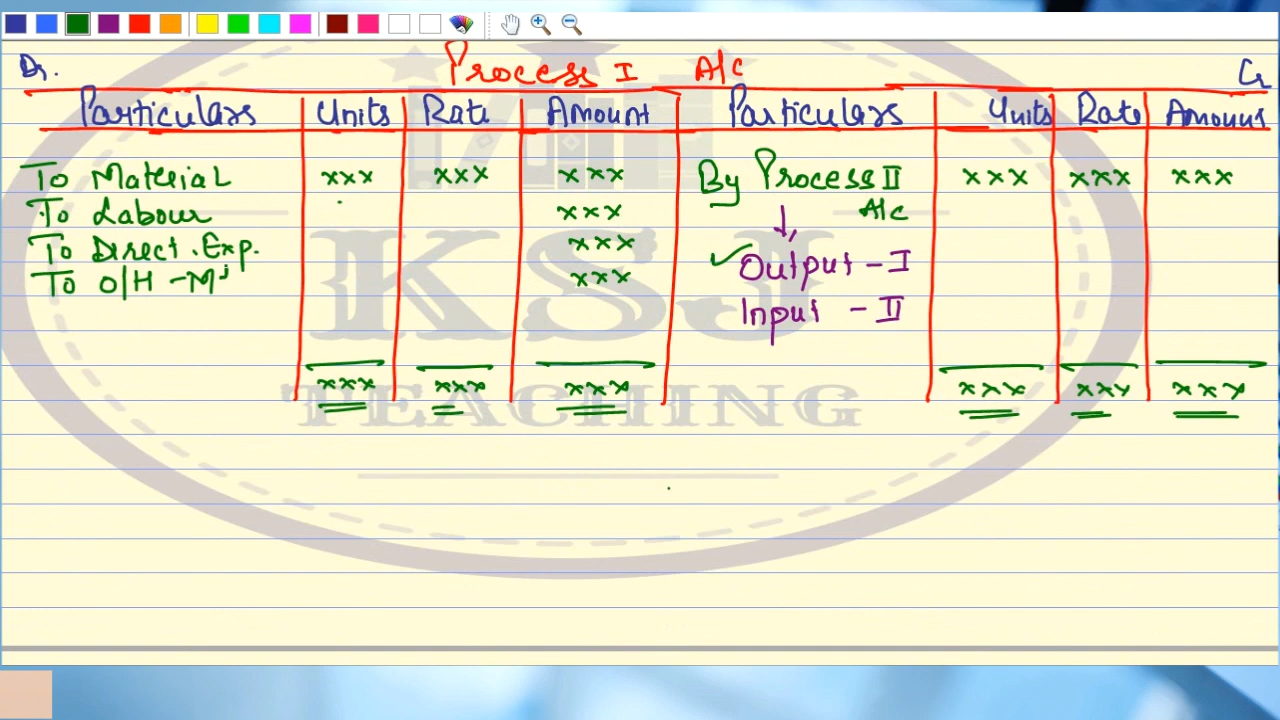 Dr. Process I A/c Cr
Particulars Units Rate Amount Particulars Units Rate Amount
To Material xxx xxx xxx By Process II xxx xxx xxx
To Labour xxx A/c
To Direct. Exp. xxx
✓ Output - I
To O/H - xxx
Input - II
xxx xxx xxx xxx xxx xxx
KSJ
TEACHING